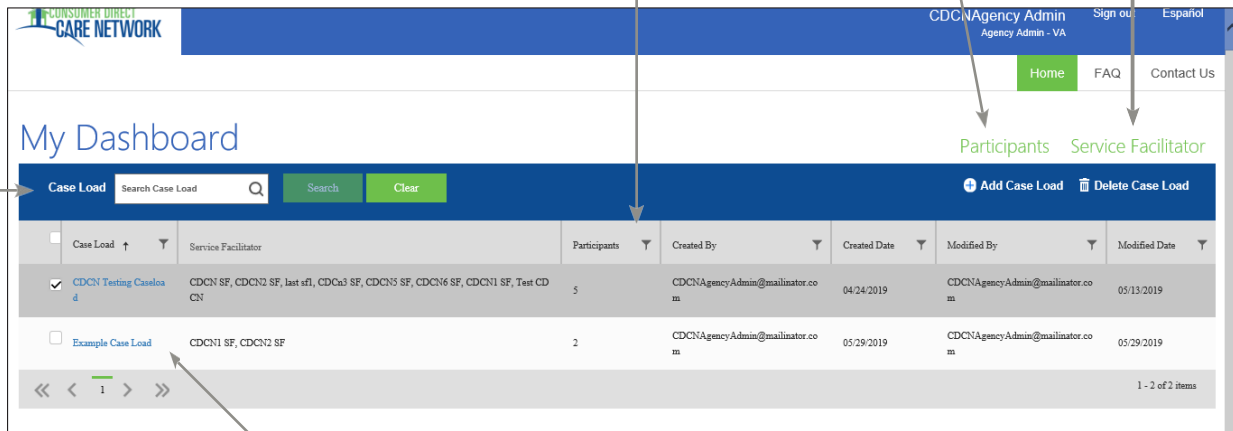 CONSUMER DIRECT
CARE NETWORK
CDCNAgency Admin
Agency Admin - VA
Sign out
Español
Home
FAQ
Contact Us
My Dashboard
Participants
Service Facilitator
Case Load
Search Case Load
Search
Clear
Add Case Load
Delete Case Load
Case Load
Service Facilitator
Participants
Created By
Created Date
Modified By
Modified Date
CDCN Testing Caseloa
d
CDCN SF, CDCN2 SF, last sf1, CDCn3 SF, CDCN5 SF, CDCN6 SF, CDCN1 SF, Test CD
CN
5
CDCNAgencyAdmin@mailinator.co
m
04/24/2019
CDCNAgencyAdmin@mailinator.co
m
05/13/2019
Example Case Load
CDCN1 SF, CDCN2 SF
2
CDCNAgencyAdmin@mailinator.co
m
05/29/2019
CDCNAgencyAdmin@mailinator.co
m
05/29/2019
1
1 - 2 of 2 items